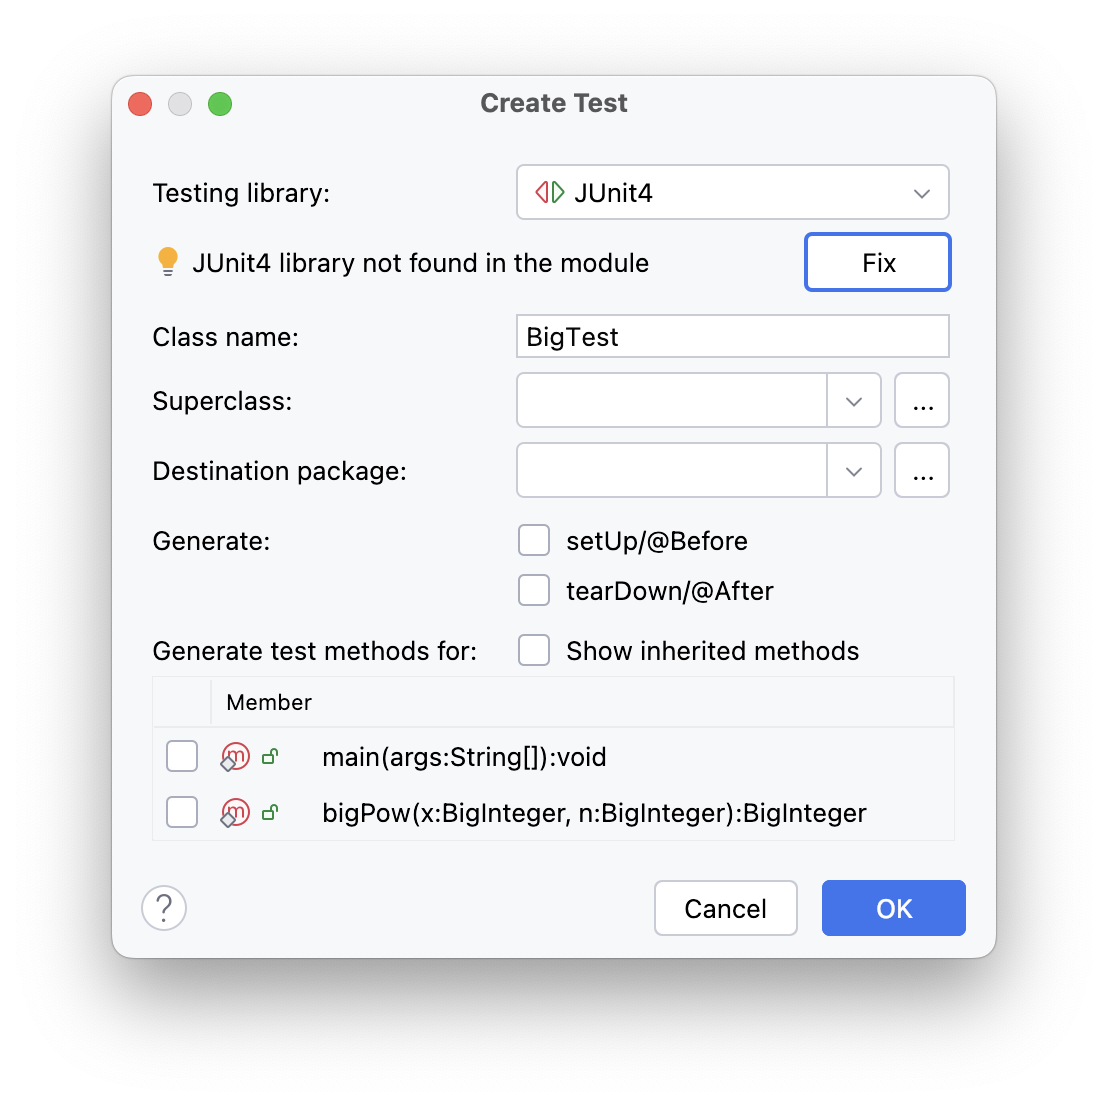 Create Test
Testing library: JUnit4
JUnit4 library not found in the module Fix
Class name: BigTest
Superclass: ...
Destination package: ...
Generate: setUp/@Before
tearDown/@After
Generate test methods for: Show inherited methods
Member
m main(args:String[]):void
m bigPow(x:BigInteger, n:BigInteger):BigInteger
? Cancel OK